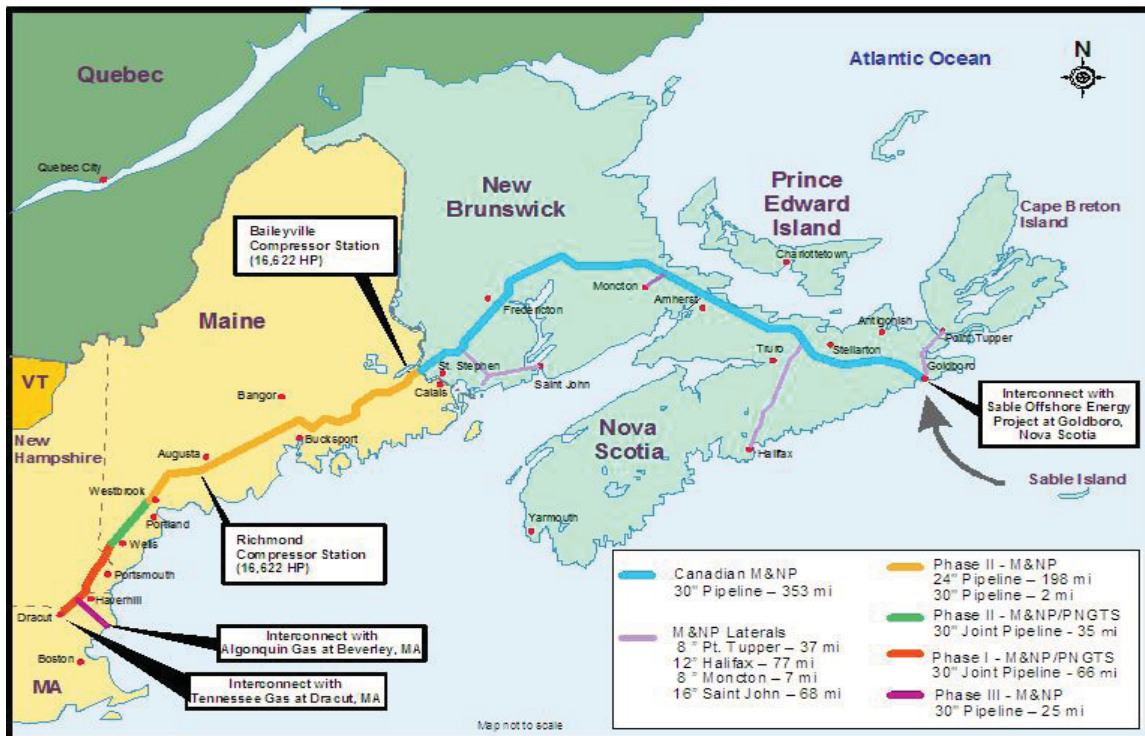 Quebec
Atlantic Ocean
N
Quebec City
New
Brunswick
Prince
Edward
Island
Cape Breton
Island
Baileyville
Compressor Station
(16,622 HP)
Charlottetown
Moncton
Amherst
Fredericton
Maine
Antigonish
Point Tupper
Truro
Stellarton
Goldboro
St. Stephen
Saint John
Calais
VT
Bangor
Interconnect with
Sable Offshore Energy
Project at Goldboro,
Nova Scotia
New
Hampshire
Bucksport
Nova
Scotia
Augusta
Halifax
Sable Island
Westbrook
Portland
Richmond
Compressor Station
(16,622 HP)
Yarmouth
Wells
Portsmouth
Haverhill
Dracut
Interconnect with
Algonquin Gas at Beverley, MA
Boston
MA
Interconnect with
Tennessee Gas at Dracut, MA
Map not to scale
Canadian M&NP
30" Pipeline – 353 mi
M&NP Laterals
8 " Pt. Tupper – 37 mi
12" Halifax – 77 mi
8 " Moncton – 7 mi
16" Saint John – 68 mi
Phase II - M&NP
24" Pipeline – 198 mi
30" Pipeline – 2 mi
Phase II – M&NP/PNGTS
30" Joint Pipeline - 35 mi
Phase I – M&NP/PNGTS
30" Joint Pipeline - 66 mi
Phase III – M&NP
30" Pipeline – 25 mi